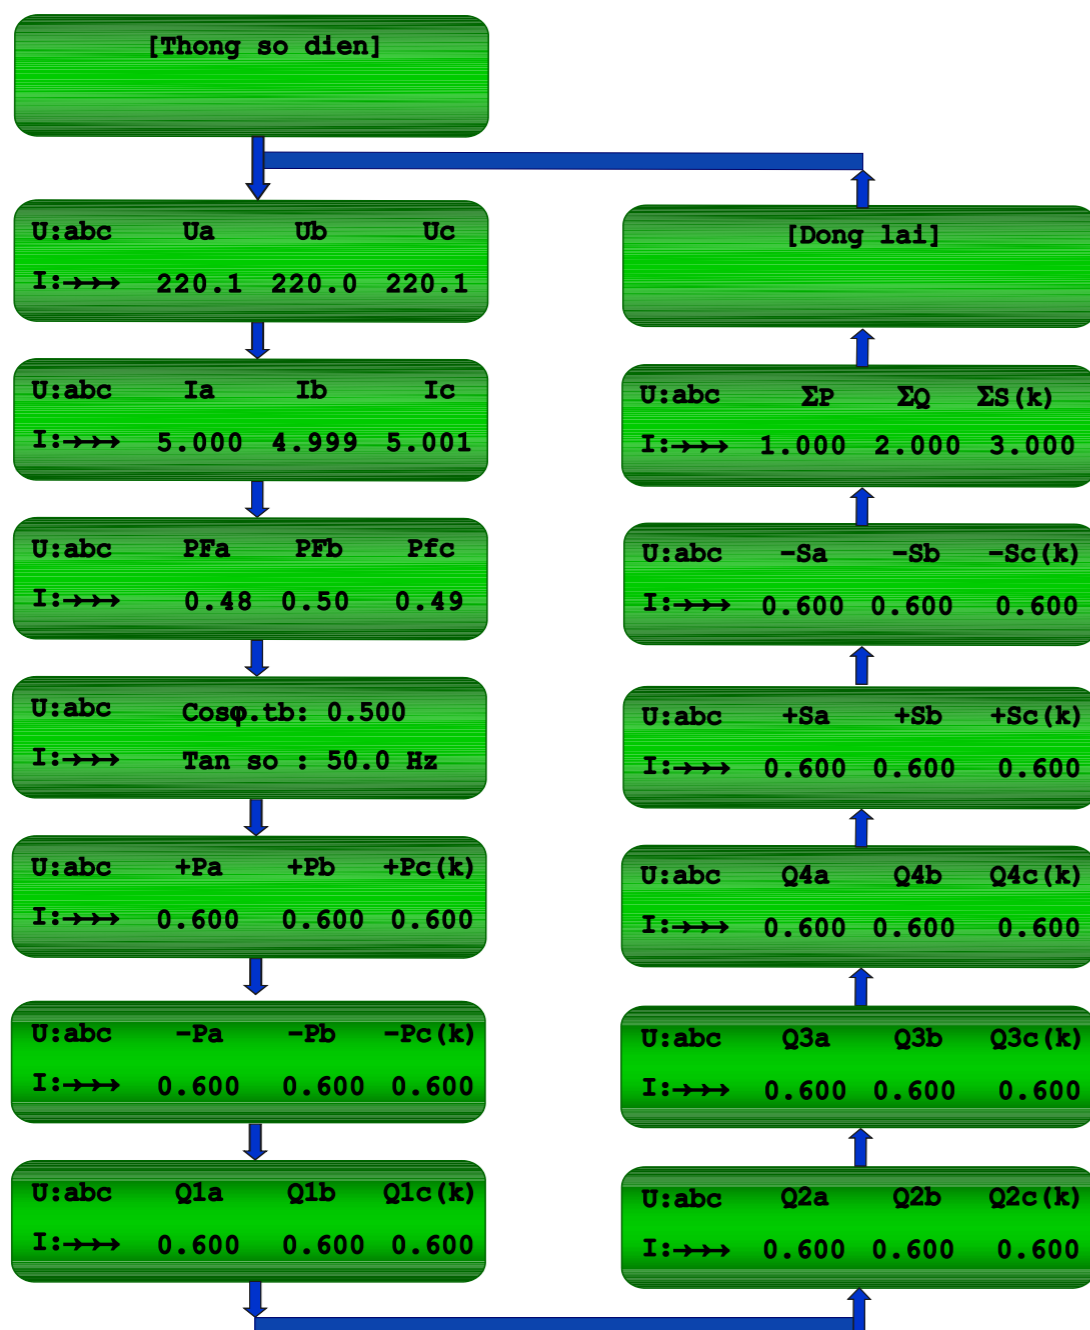 [Thong so dien]
U:abc Ua Ub Uc
I:→→→ 220.1 220.0 220.1
U:abc Ia Ib Ic
I:→→→ 5.000 4.999 5.001
U:abc PFa PFb Pfc
I:→→→ 0.48 0.50 0.49
U:abc Cosφ.tb: 0.500
I:→→→ Tan so : 50.0 Hz
U:abc +Pa +Pb +Pc(k)
I:→→→ 0.600 0.600 0.600
U:abc −Pa −Pb −Pc(k)
I:→→→ 0.600 0.600 0.600
U:abc Q1a Q1b Q1c(k)
I:→→→ 0.600 0.600 0.600
U:abc Q2a Q2b Q2c(k)
I:→→→ 0.600 0.600 0.600
U:abc Q3a Q3b Q3c(k)
I:→→→ 0.600 0.600 0.600
U:abc Q4a Q4b Q4c(k)
I:→→→ 0.600 0.600 0.600
U:abc +Sa +Sb +Sc(k)
I:→→→ 0.600 0.600 0.600
U:abc −Sa −Sb −Sc(k)
I:→→→ 0.600 0.600 0.600
U:abc ΣP ΣQ ΣS(k)
I:→→→ 1.000 2.000 3.000
[Dong lai]